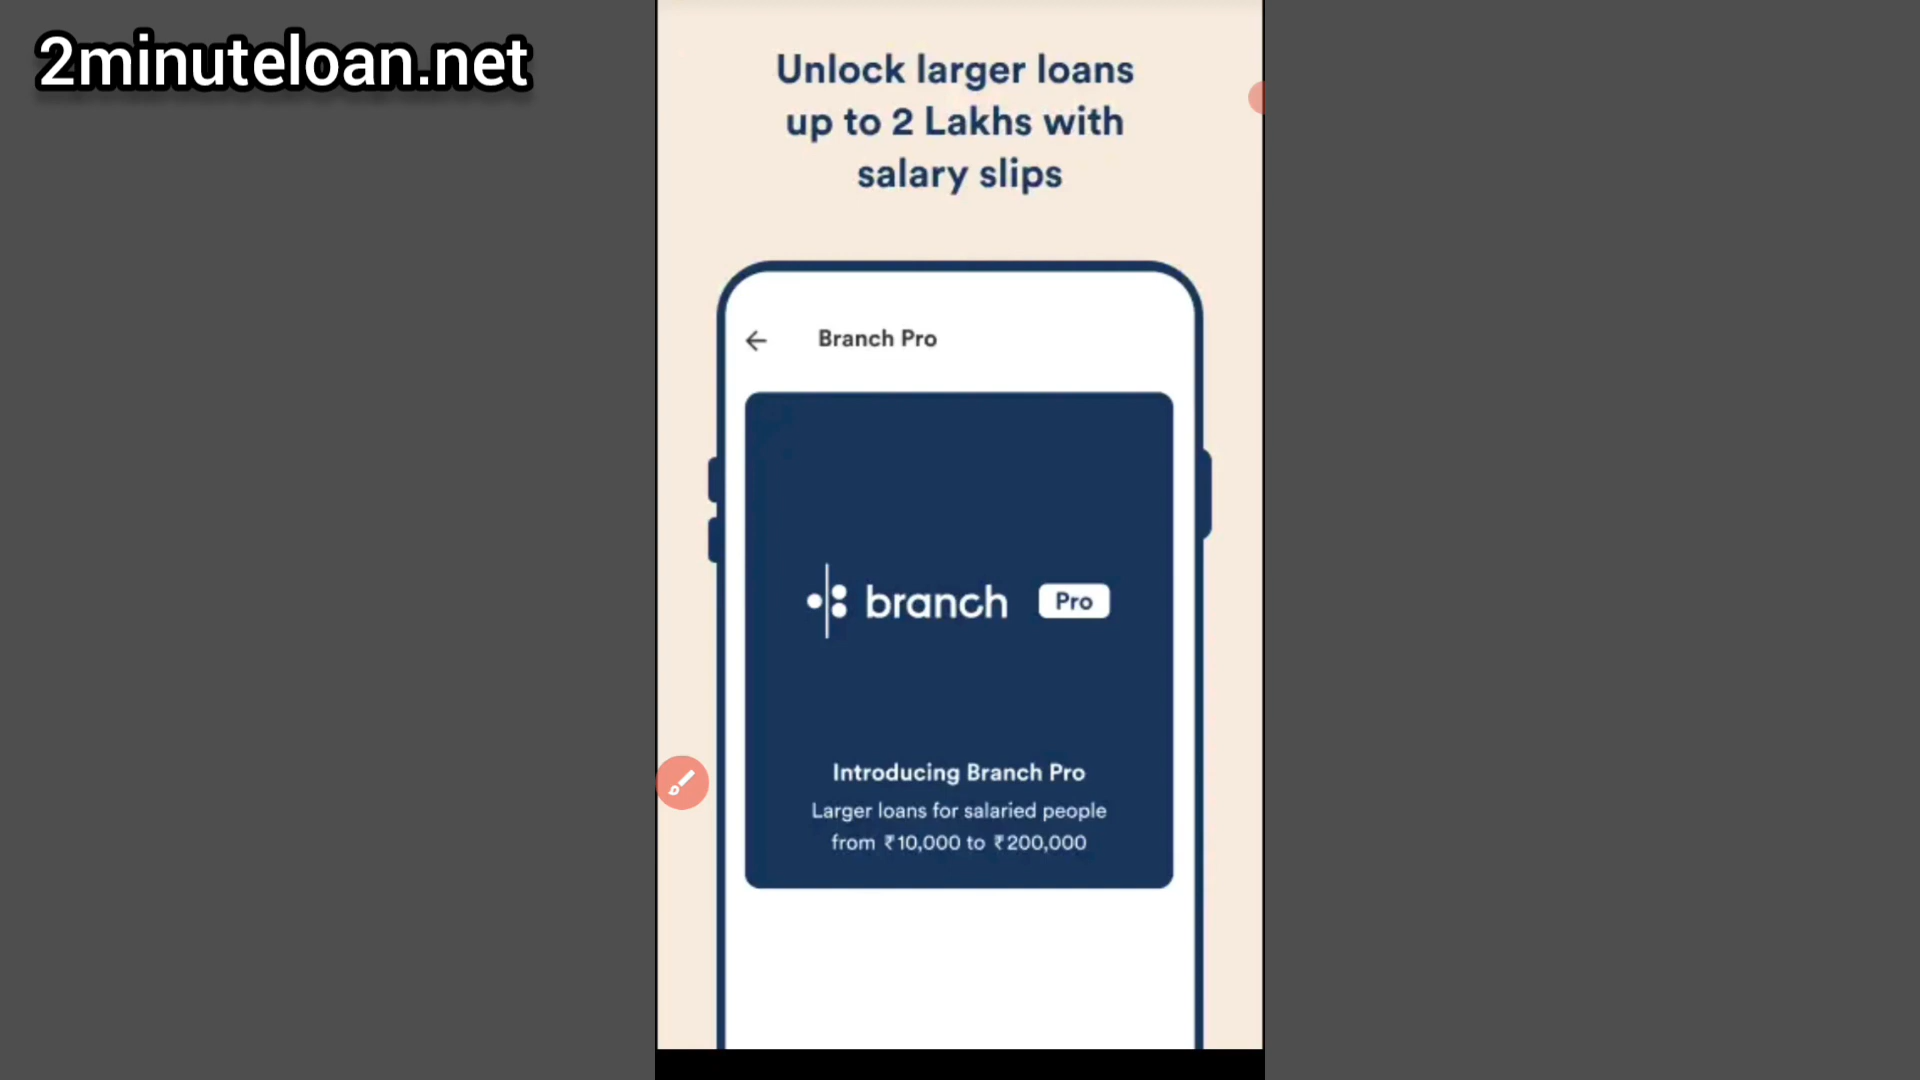 2minuteloan.net
Unlock larger loans
up to 2 Lakhs with
salary slips
Branch Pro
branch Pro
Introducing Branch Pro
Larger loans for salaried people
from ₹10,000 to ₹200,000